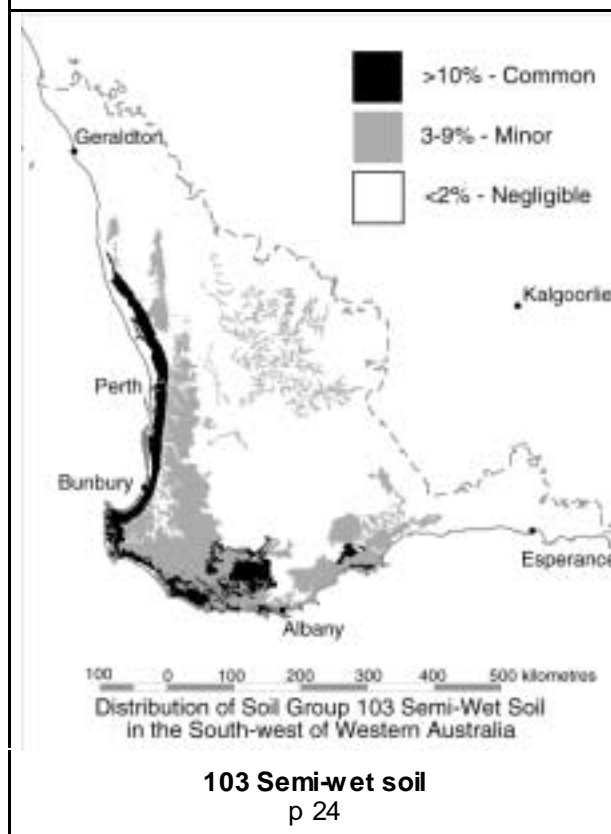 >10% - Common
Geraldton
3-9% - Minor
<2% - Negligible
Kalgoorlie
Perth
Bunbury
Esperance
Albany
100 0 100 200 300 400 500 kilometres
Distribution of Soil Group 103 Semi-Wet Soil
in the South-west of Western Australia
103 Semi-wet soil
p 24